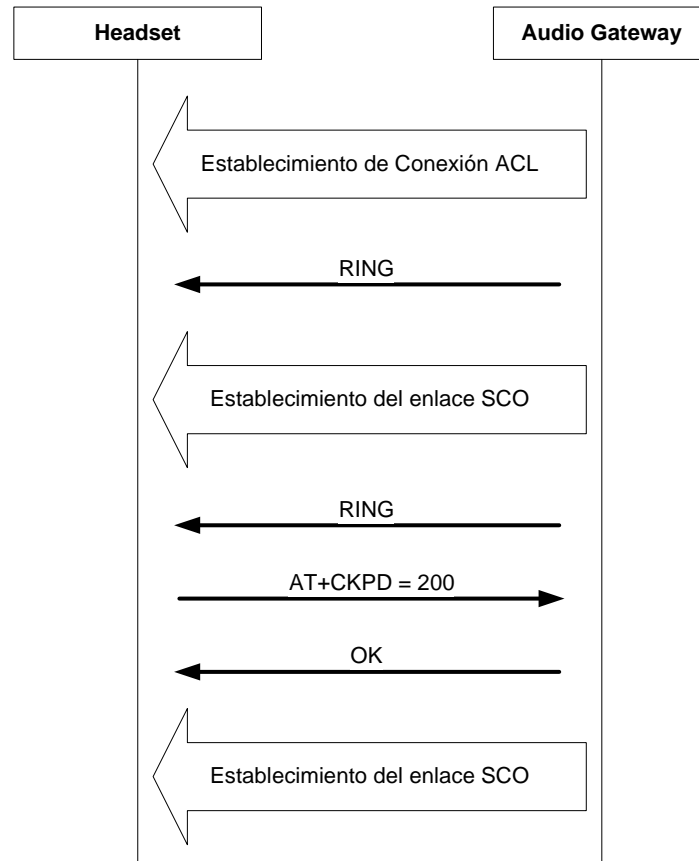 Headset
Audio Gateway
Establecimiento de Conexión ACL
RING
Establecimiento del enlace SCO
RING
AT+CKPD = 200
OK
Establecimiento del enlace SCO